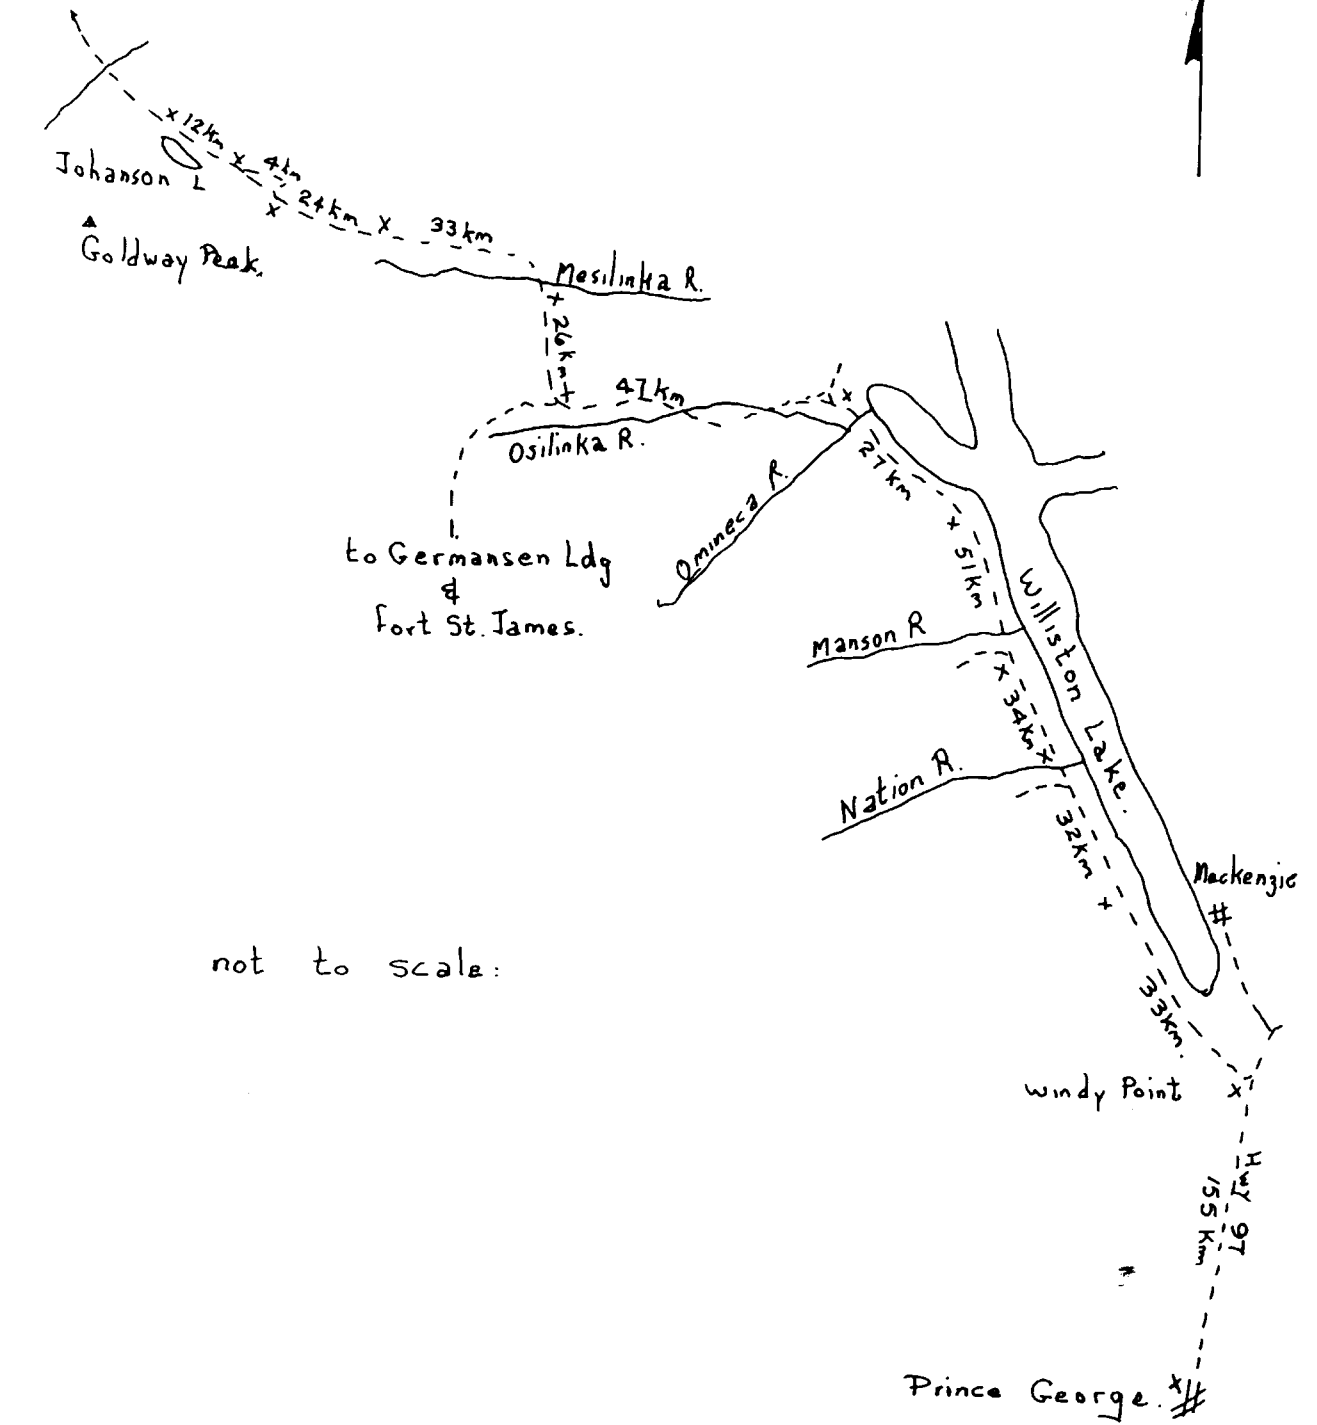 12km
4km
Johanson L
24km
33km
Goldway Peak.
Mesilinka R.
26km
47km
Osilinka R.
27km
Omineca R.
to Germansen Ldg
&
Fort St. James.
51km
Williston Lake.
Manson R
34km
Nation R.
32km
Mackenzie
not to scale:
33km.
Windy Point
Hwy 97
155 Km
Prince George.